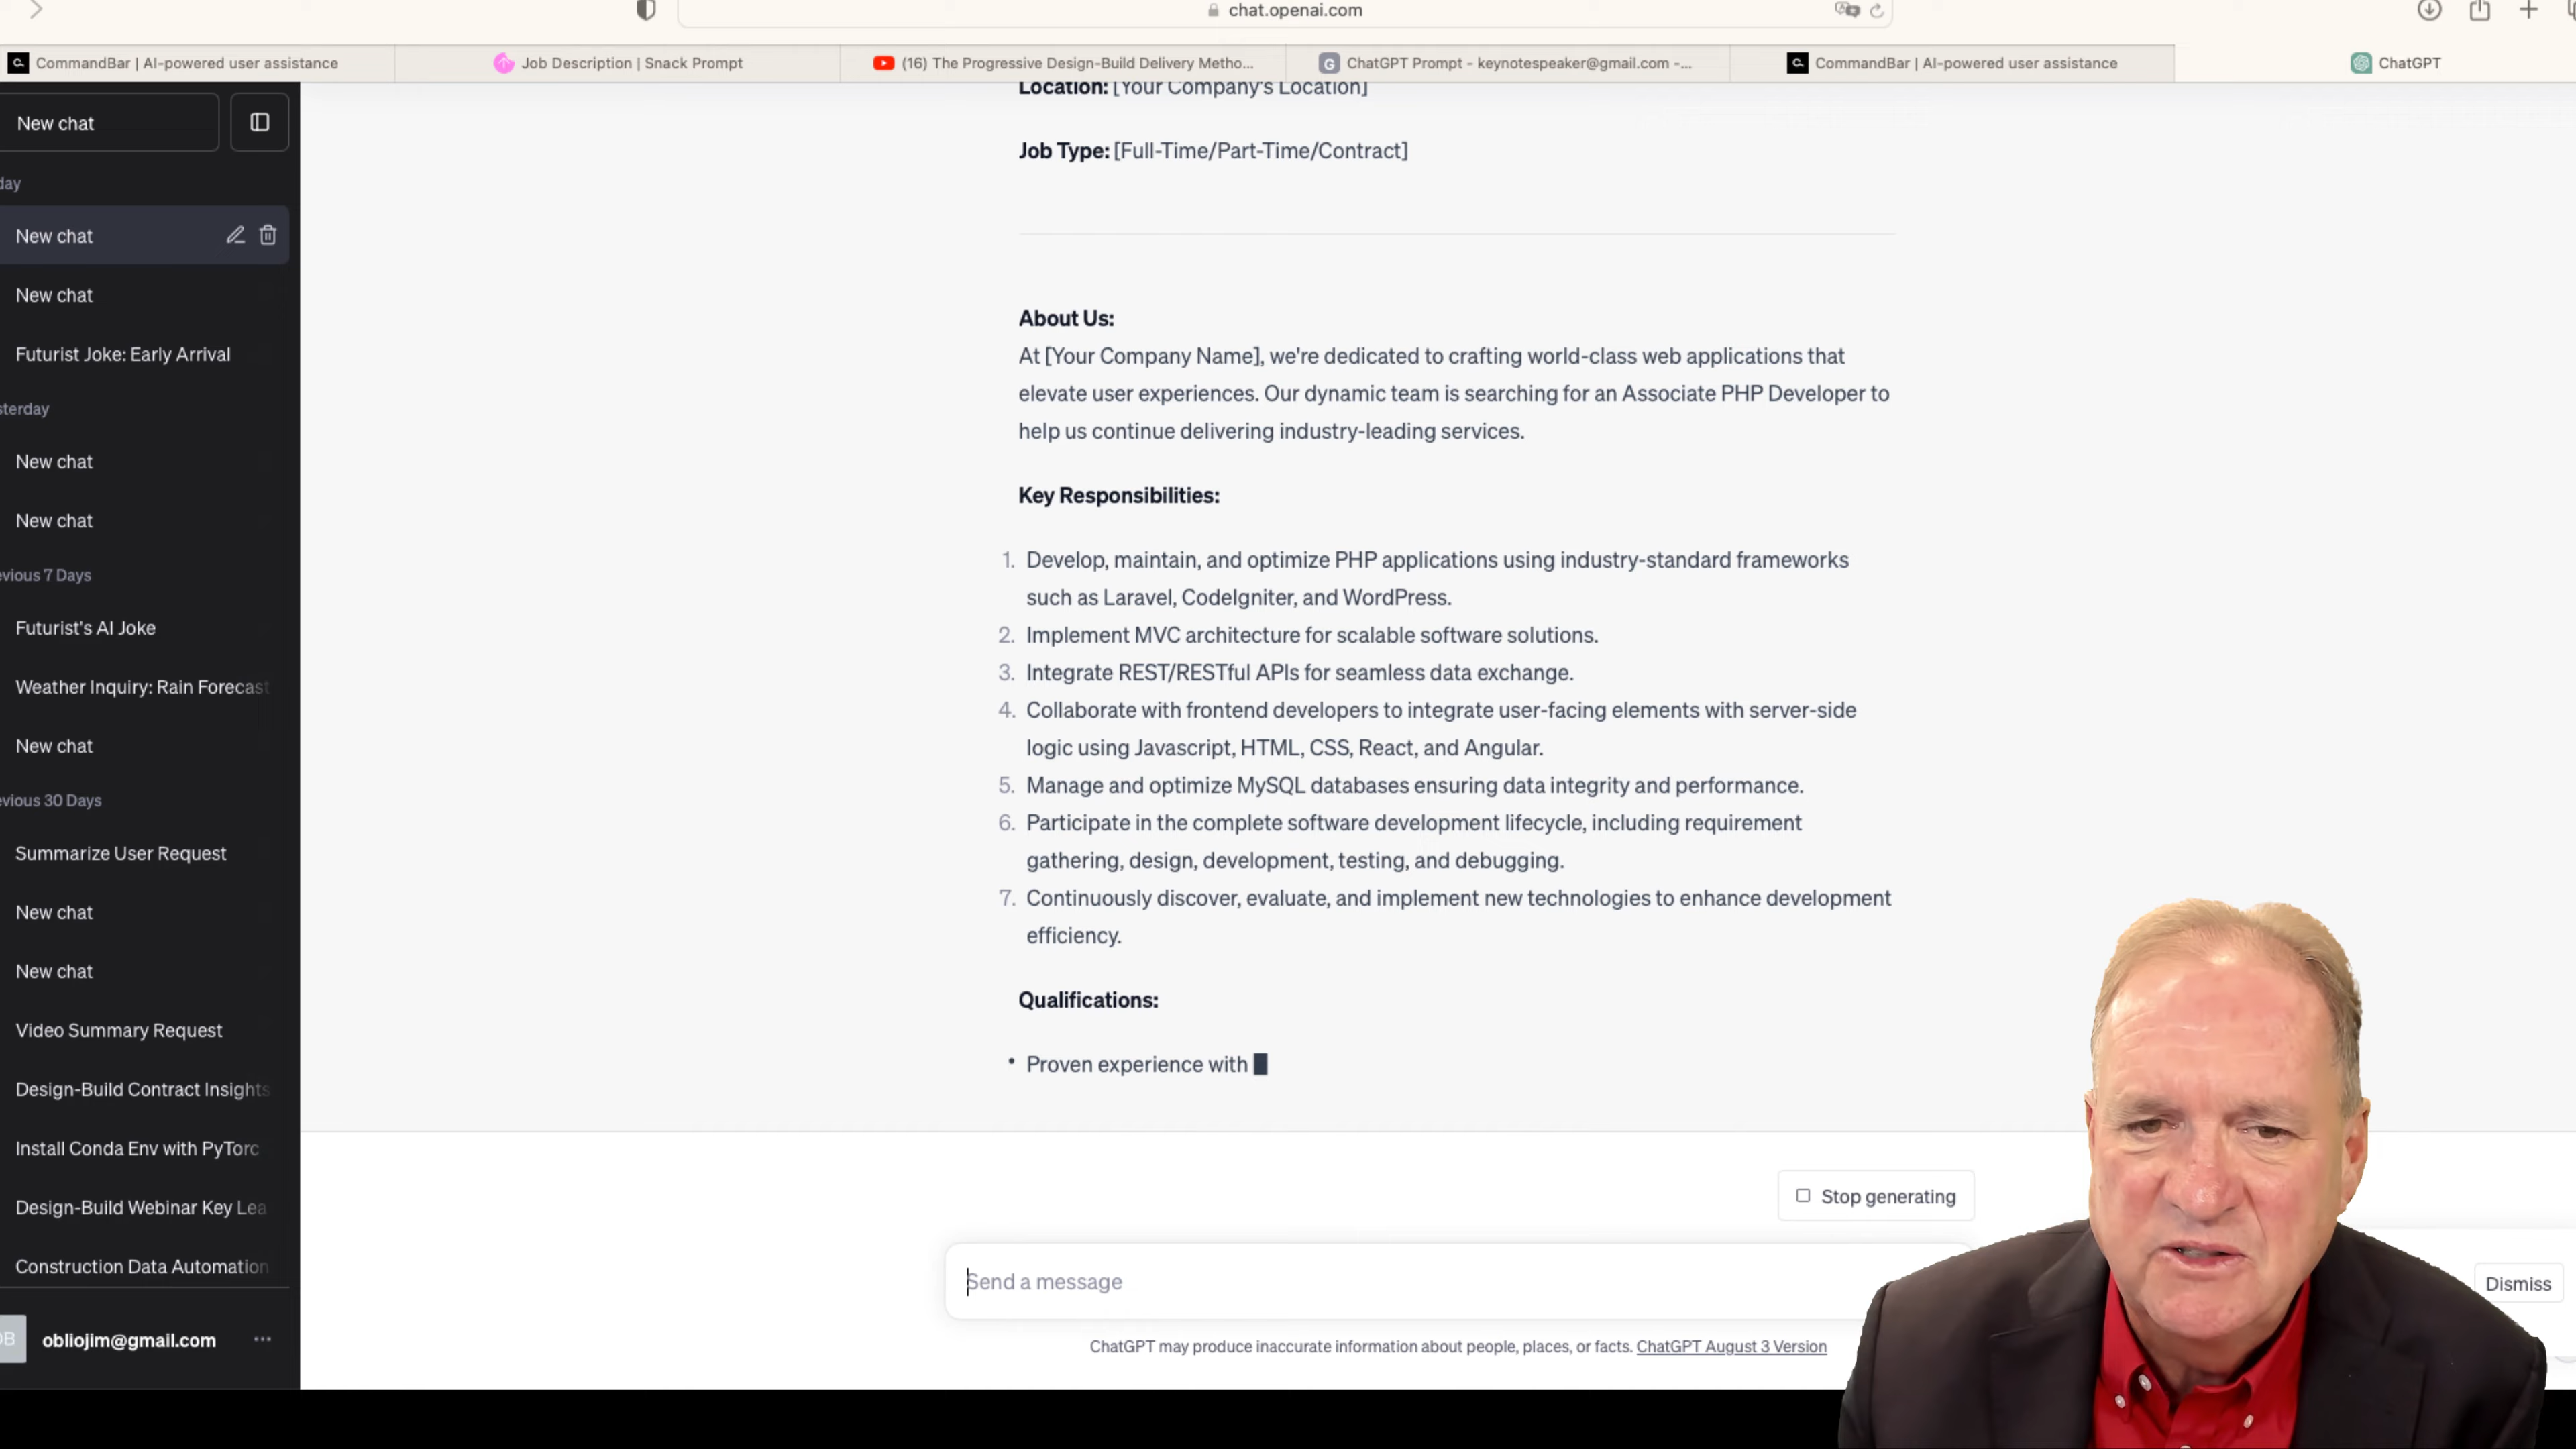 chat.openai.com
CommandBar | AI-powered user assistance
Job Description | Snack Prompt
(16) The Progressive Design-Build Delivery Metho...
ChatGPT Prompt - keynotespeaker@gmail.com -...
CommandBar | AI-powered user assistance
ChatGPT
New chat
day
New chat
New chat
Futurist Joke: Early Arrival
sterday
New chat
New chat
evious 7 Days
Futurist's AI Joke
Weather Inquiry: Rain Forecast
New chat
evious 30 Days
Summarize User Request
New chat
New chat
Video Summary Request
Design-Build Contract Insights
Install Conda Env with PyTorc
Design-Build Webinar Key Lea
Construction Data Automation
OB
obliojim@gmail.com
Location: [Your Company's Location]
Job Type: [Full-Time/Part-Time/Contract]
About Us:
At [Your Company Name], we're dedicated to crafting world-class web applications that
elevate user experiences. Our dynamic team is searching for an Associate PHP Developer to
help us continue delivering industry-leading services.
Key Responsibilities:
1. Develop, maintain, and optimize PHP applications using industry-standard frameworks
such as Laravel, CodeIgniter, and WordPress.
2. Implement MVC architecture for scalable software solutions.
3. Integrate REST/RESTful APIs for seamless data exchange.
4. Collaborate with frontend developers to integrate user-facing elements with server-side
logic using Javascript, HTML, CSS, React, and Angular.
5. Manage and optimize MySQL databases ensuring data integrity and performance.
6. Participate in the complete software development lifecycle, including requirement
gathering, design, development, testing, and debugging.
7. Continuously discover, evaluate, and implement new technologies to enhance development
efficiency.
Qualifications:
• Proven experience with
Stop generating
Send a message
Dismiss
ChatGPT may produce inaccurate information about people, places, or facts. ChatGPT August 3 Version